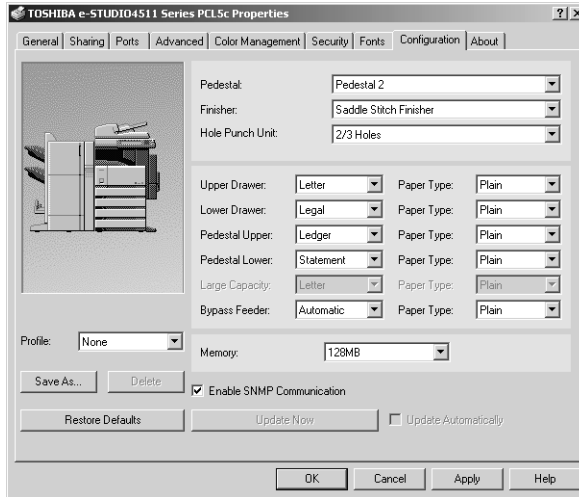 TOSHIBA e-STUDIO4511 Series PCL5c Properties
General Sharing Ports Advanced Color Management Security Fonts Configuration About
Pedestal: Pedestal 2
Finisher: Saddle Stitch Finisher
Hole Punch Unit: 2/3 Holes
Upper Drawer: Letter Paper Type: Plain
Lower Drawer: Legal Paper Type: Plain
Pedestal Upper: Ledger Paper Type: Plain
Pedestal Lower: Statement Paper Type: Plain
Large Capacity: Letter Paper Type: Plain
Bypass Feeder: Automatic Paper Type: Plain
Profile: None
Memory: 128MB
Save As... Delete
Enable SNMP Communication
Restore Defaults Update Now Update Automatically
OK Cancel Apply Help